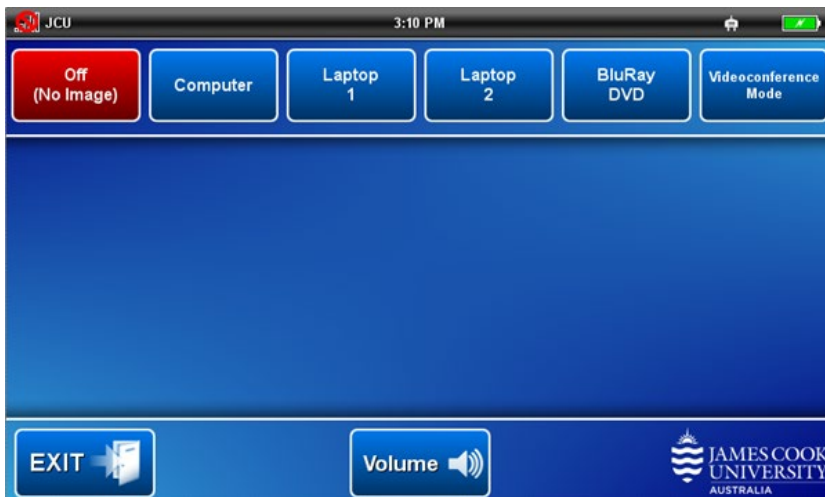 JCU
3:10 PM
Off
(No Image)
Computer
Laptop
1
Laptop
2
BluRay
DVD
Videoconference
Mode
EXIT
Volume
JAMES COOK
UNIVERSITY
AUSTRALIA